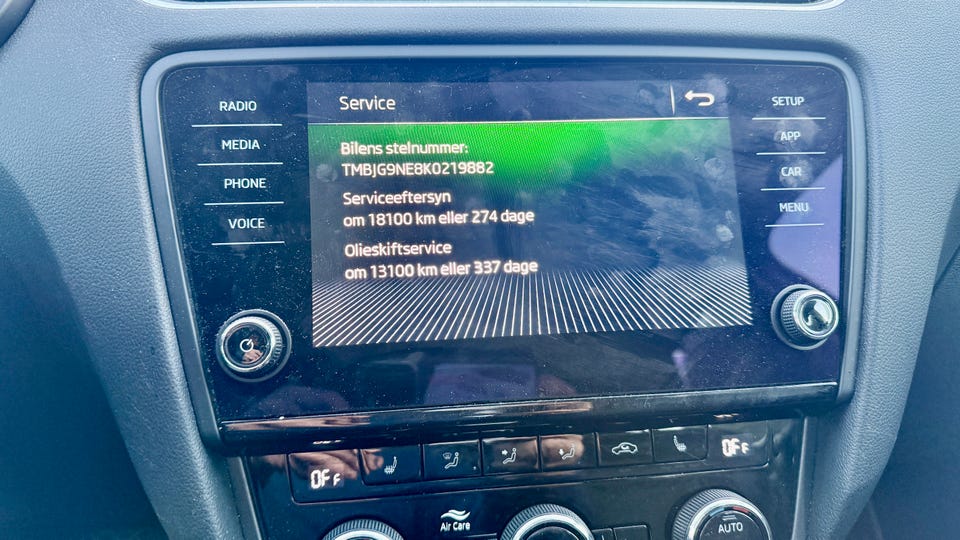 RADIO
MEDIA
PHONE
VOICE
Service
Bilens stelnummer:
TMBJG9NE8K0219882
Serviceeftersyn
om 18100 km eller 274 dage
Olieskiftservice
om 13100 km eller 337 dage
SETUP
APP
CAR
MENU
OFF
OFF
Air Care
AUTO